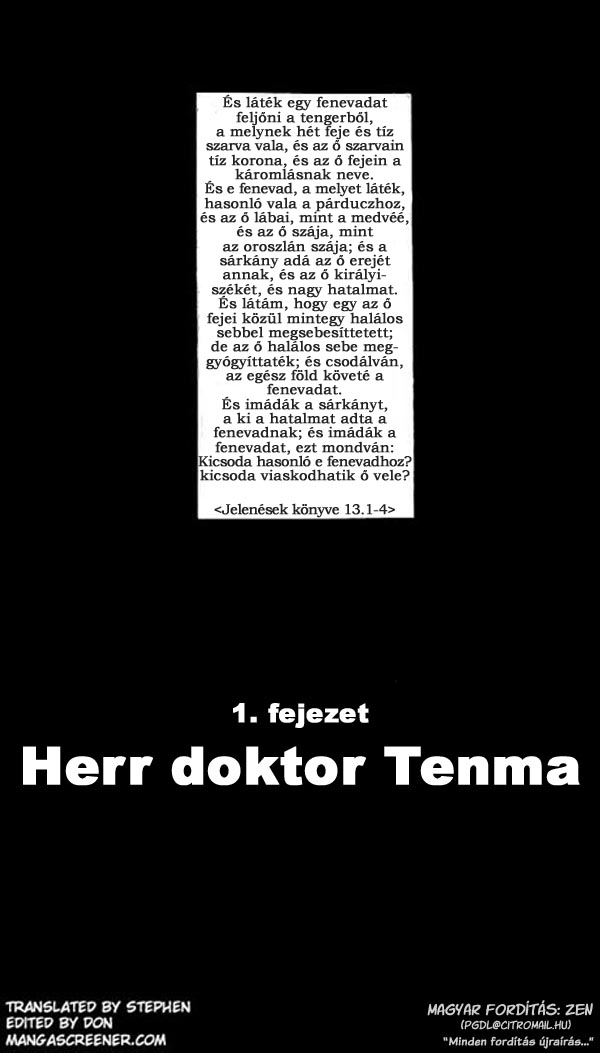 És láték egy fenevadat
feljőni a tengerből,
a melynek hét feje és tíz
szarva vala, és az ő szarvain
tíz korona, és az ő fejein a
káromlásnak neve.
És e fenevad, a melyet láték,
hasonló vala a párduczhoz,
és az ő lábai, mint a medvéé,
és az ő szája, mint
az oroszlán szája; és a
sárkány adá az ő erejét
annak, és az ő királyi-
székét, és nagy hatalmat.
És látám, hogy egy az ő
fejei közül mintegy halálos
sebbel megsebesíttetett;
de az ő halálos sebe meg-
gyógyíttaték; és csodálván,
az egész föld követé a
fenevadat.
És imádák a sárkányt,
a ki a hatalmat adta a
fenevadnak; és imádák a
fenevadat, ezt mondván:
Kicsoda hasonló e fenevadhoz?
kicsoda viaskodhatik ő vele?
<Jelenések könyve 13.1-4>
1. fejezet
Herr doktor Tenma
TRANSLATED BY STEPHEN
EDITED BY DON
MANGASCREENER.COM
MAGYAR FORDÍTÁS: ZEN
(PGDL@CITROMAIL.HU)
"Minden fordítás újraírás..."